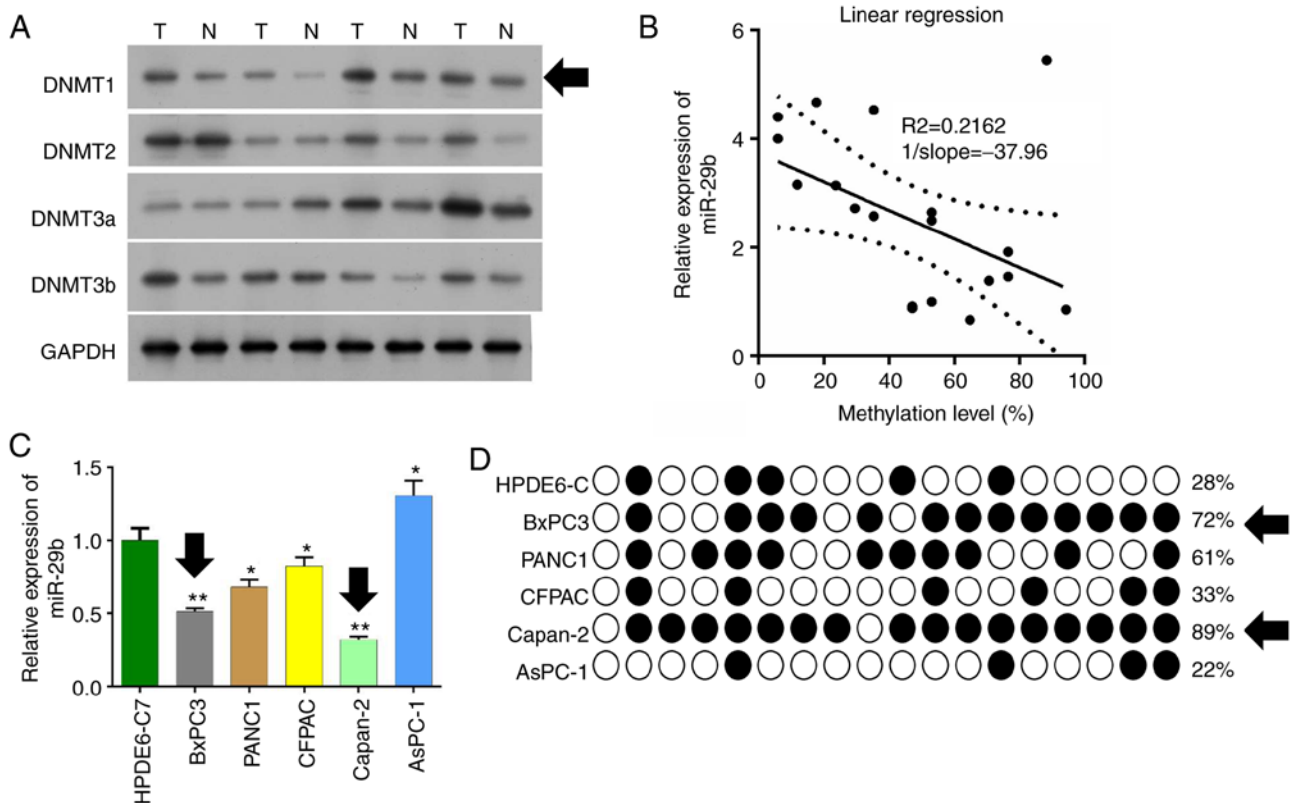 A
T N T N T N T N
DNMT1
DNMT2
DNMT3a
DNMT3b
GAPDH
B
Linear regression
Relative expression of
miR-29b
6
4
2
0
R2=0.2162
1/slope=−37.96
0 20 40 60 80 100
Methylation level (%)
C
Relative expression of
miR-29b
1.5
1.0
0.5
0.0
**
*
*
**
*
HPDE6-C7
BxPC3
PANC1
CFPAC
Capan-2
AsPC-1
D
HPDE6-C 28%
BxPC3 72%
PANC1 61%
CFPAC 33%
Capan-2 89%
AsPC-1 22%